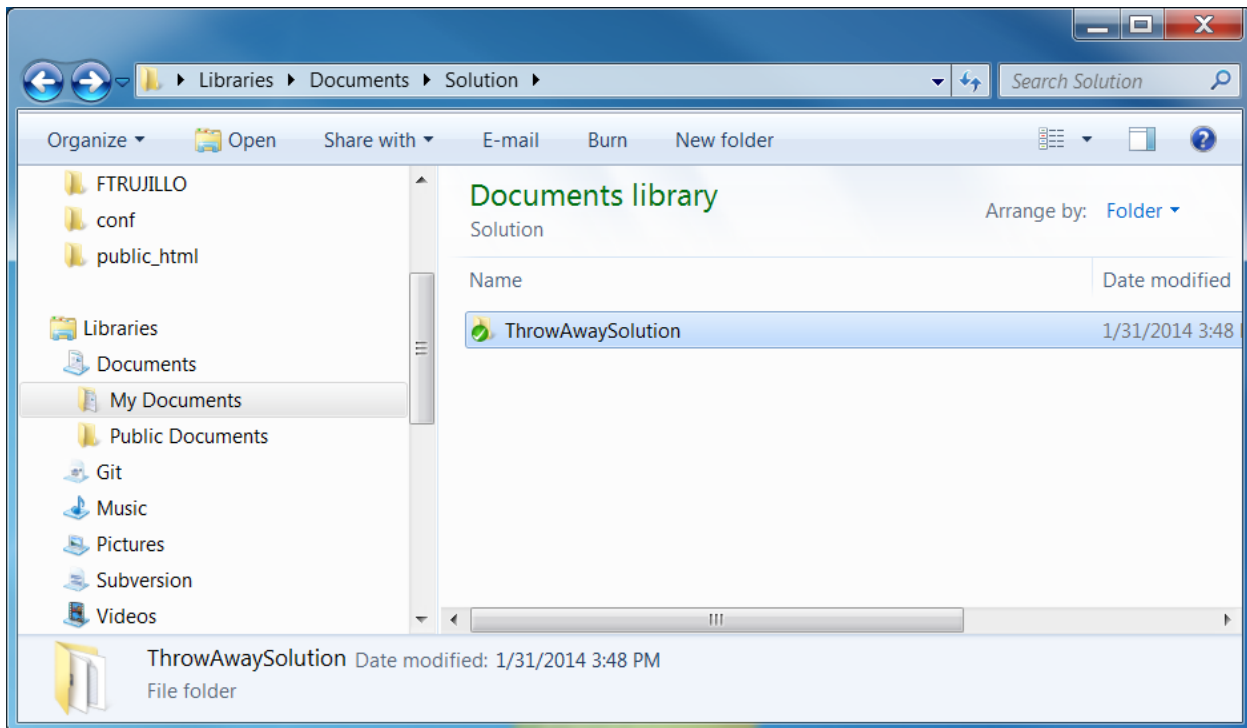 Libraries Documents Solution
Search Solution
Organize Open Share with E-mail Burn New folder
FTRUJILLO
conf
public_html
Libraries
Documents
My Documents
Public Documents
Git
Music
Pictures
Subversion
Videos
Documents library
Solution
Arrange by: Folder
Name Date modified
ThrowAwaySolution 1/31/2014 3:48
ThrowAwaySolution Date modified: 1/31/2014 3:48 PM
File folder